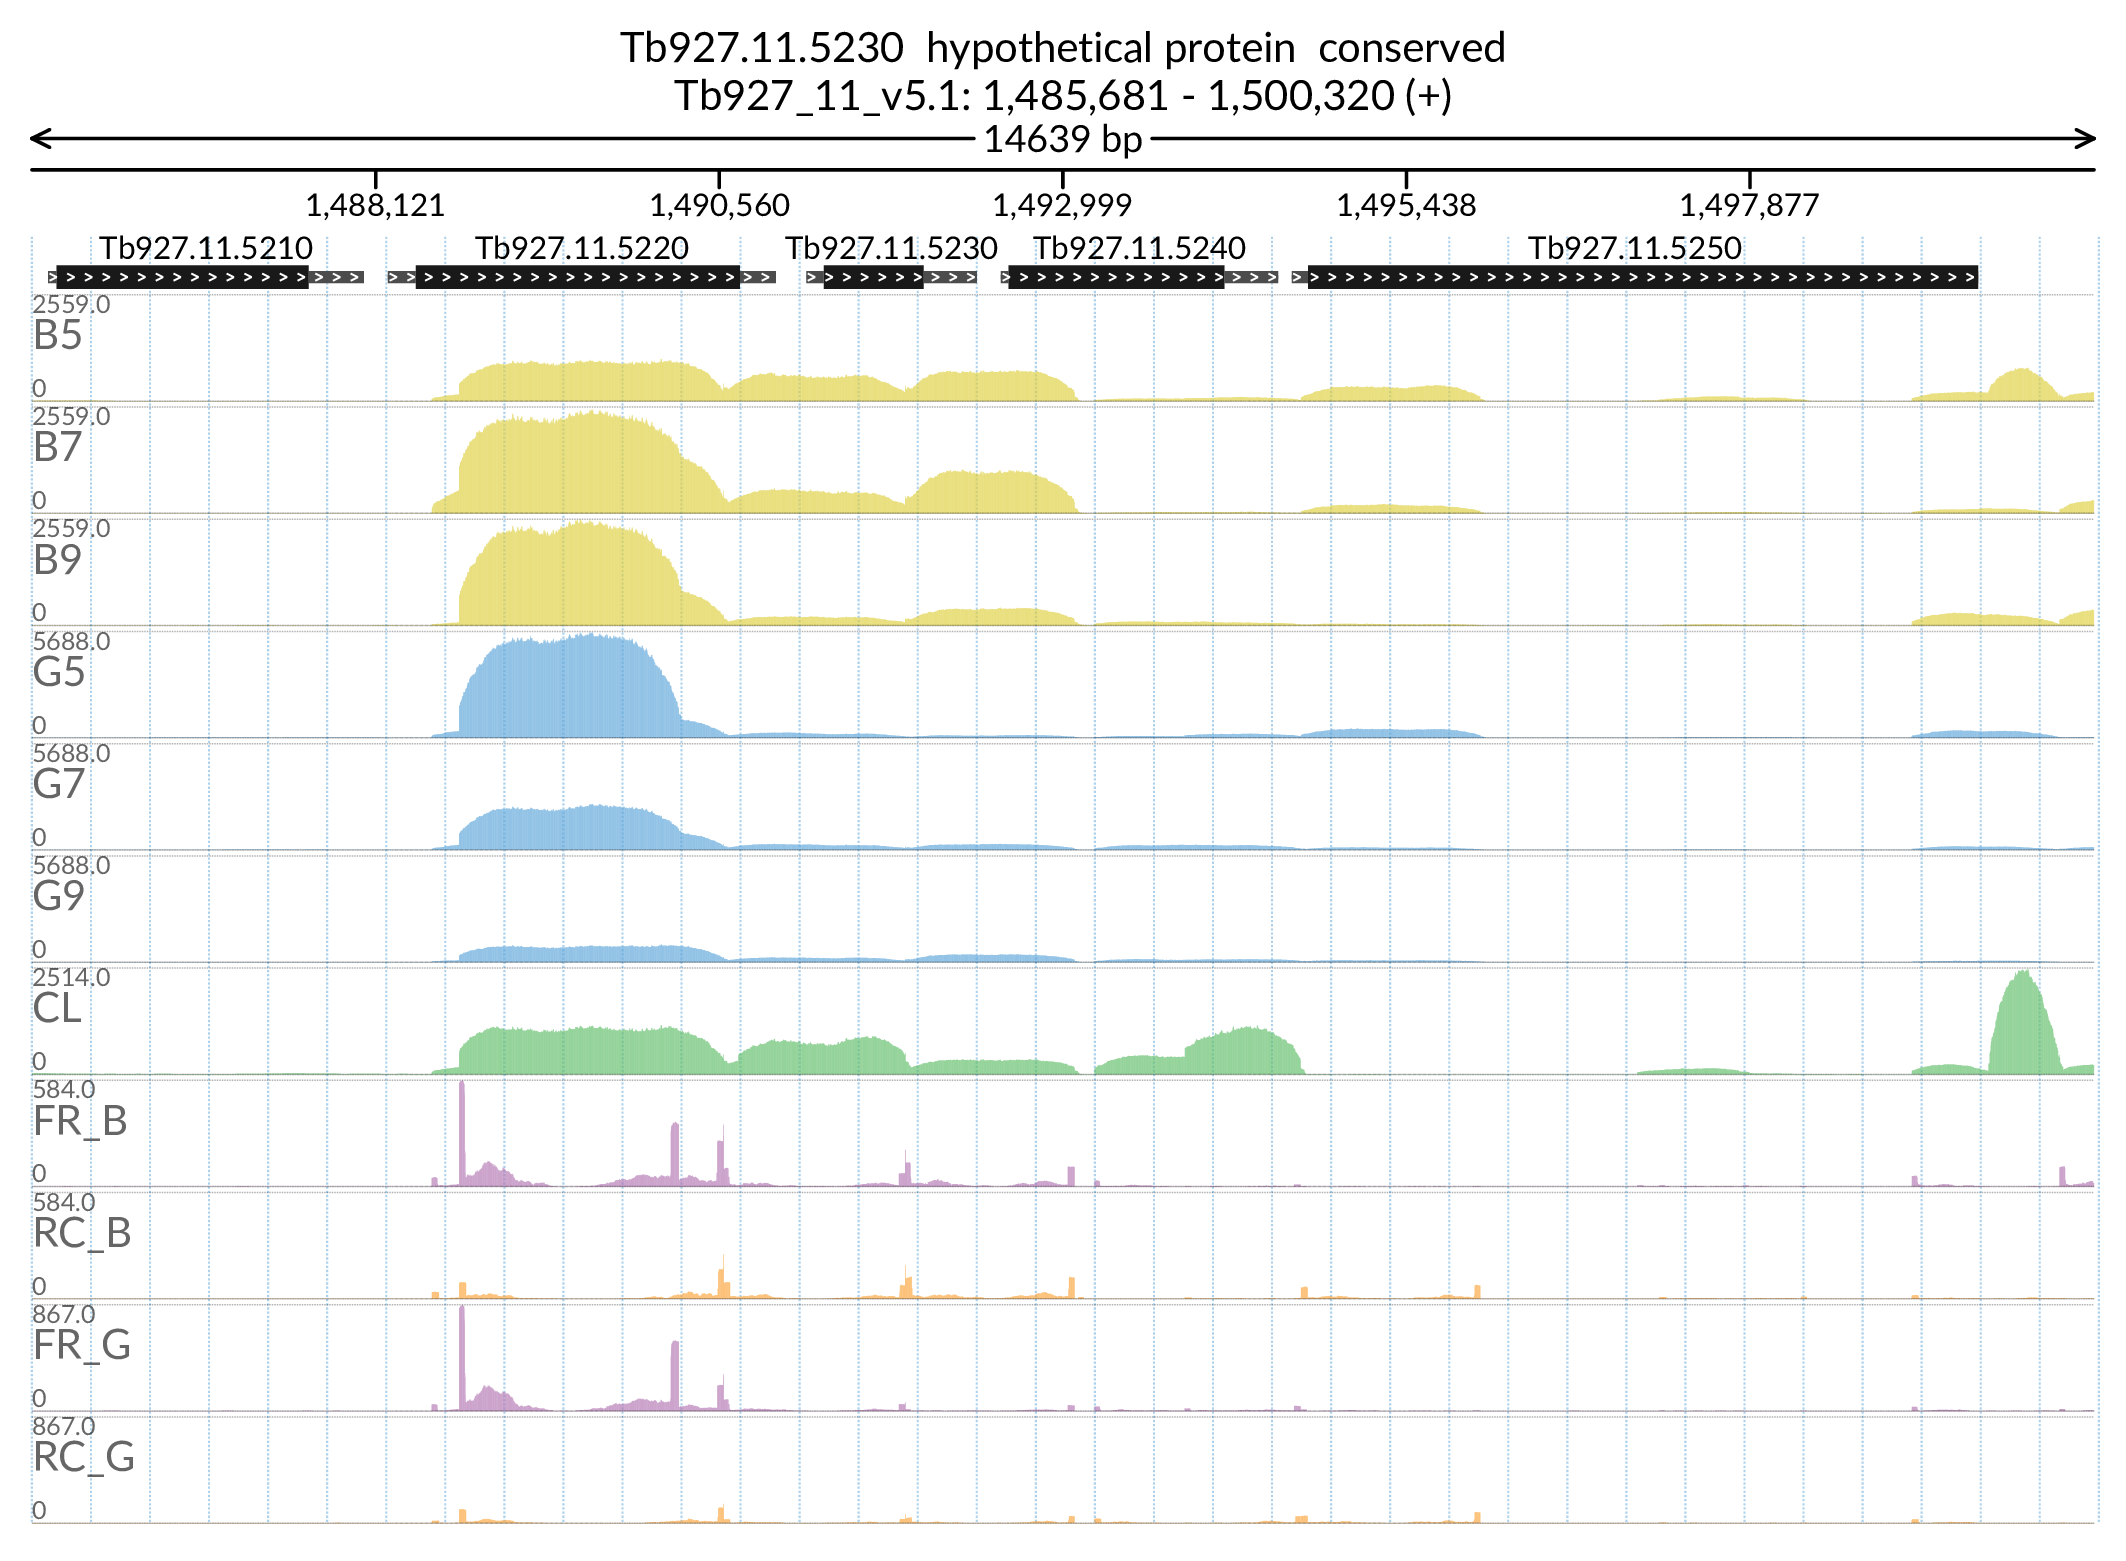 Tb927.11.5230  hypothetical protein  conserved
Tb927_11_v5.1: 1,485,681 - 1,500,320 (+)
14639 bp
1,488,121 1,490,560 1,492,999 1,495,438 1,497,877
Tb927.11.5210 Tb927.11.5220 Tb927.11.5230 Tb927.11.5240 Tb927.11.5250
2559.0
B5
0
2559.0
B7
0
2559.0
B9
0
5688.0
G5
0
5688.0
G7
0
5688.0
G9
0
2514.0
CL
0
584.0
FR_B
0
584.0
RC_B
0
867.0
FR_G
0
867.0
RC_G
0